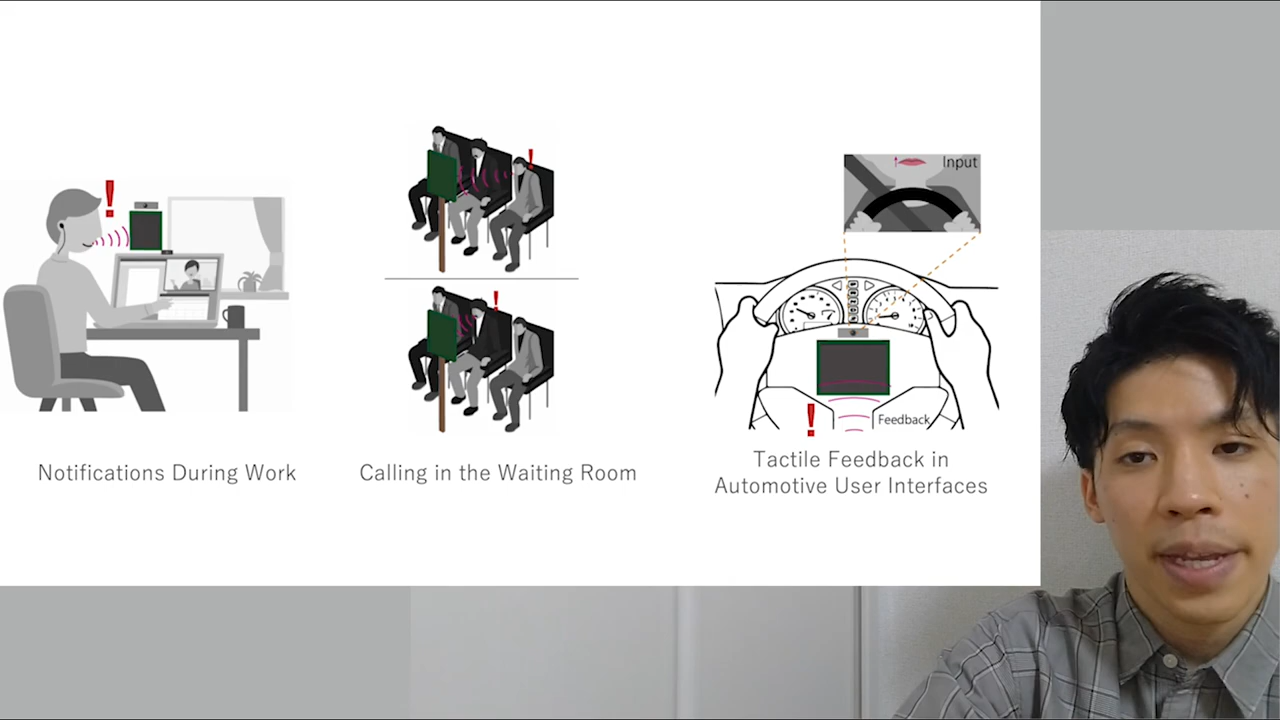 Input
Feedback
!
!
!
!
Notifications During Work
Calling in the Waiting Room
Tactile Feedback in
Automotive User Interfaces